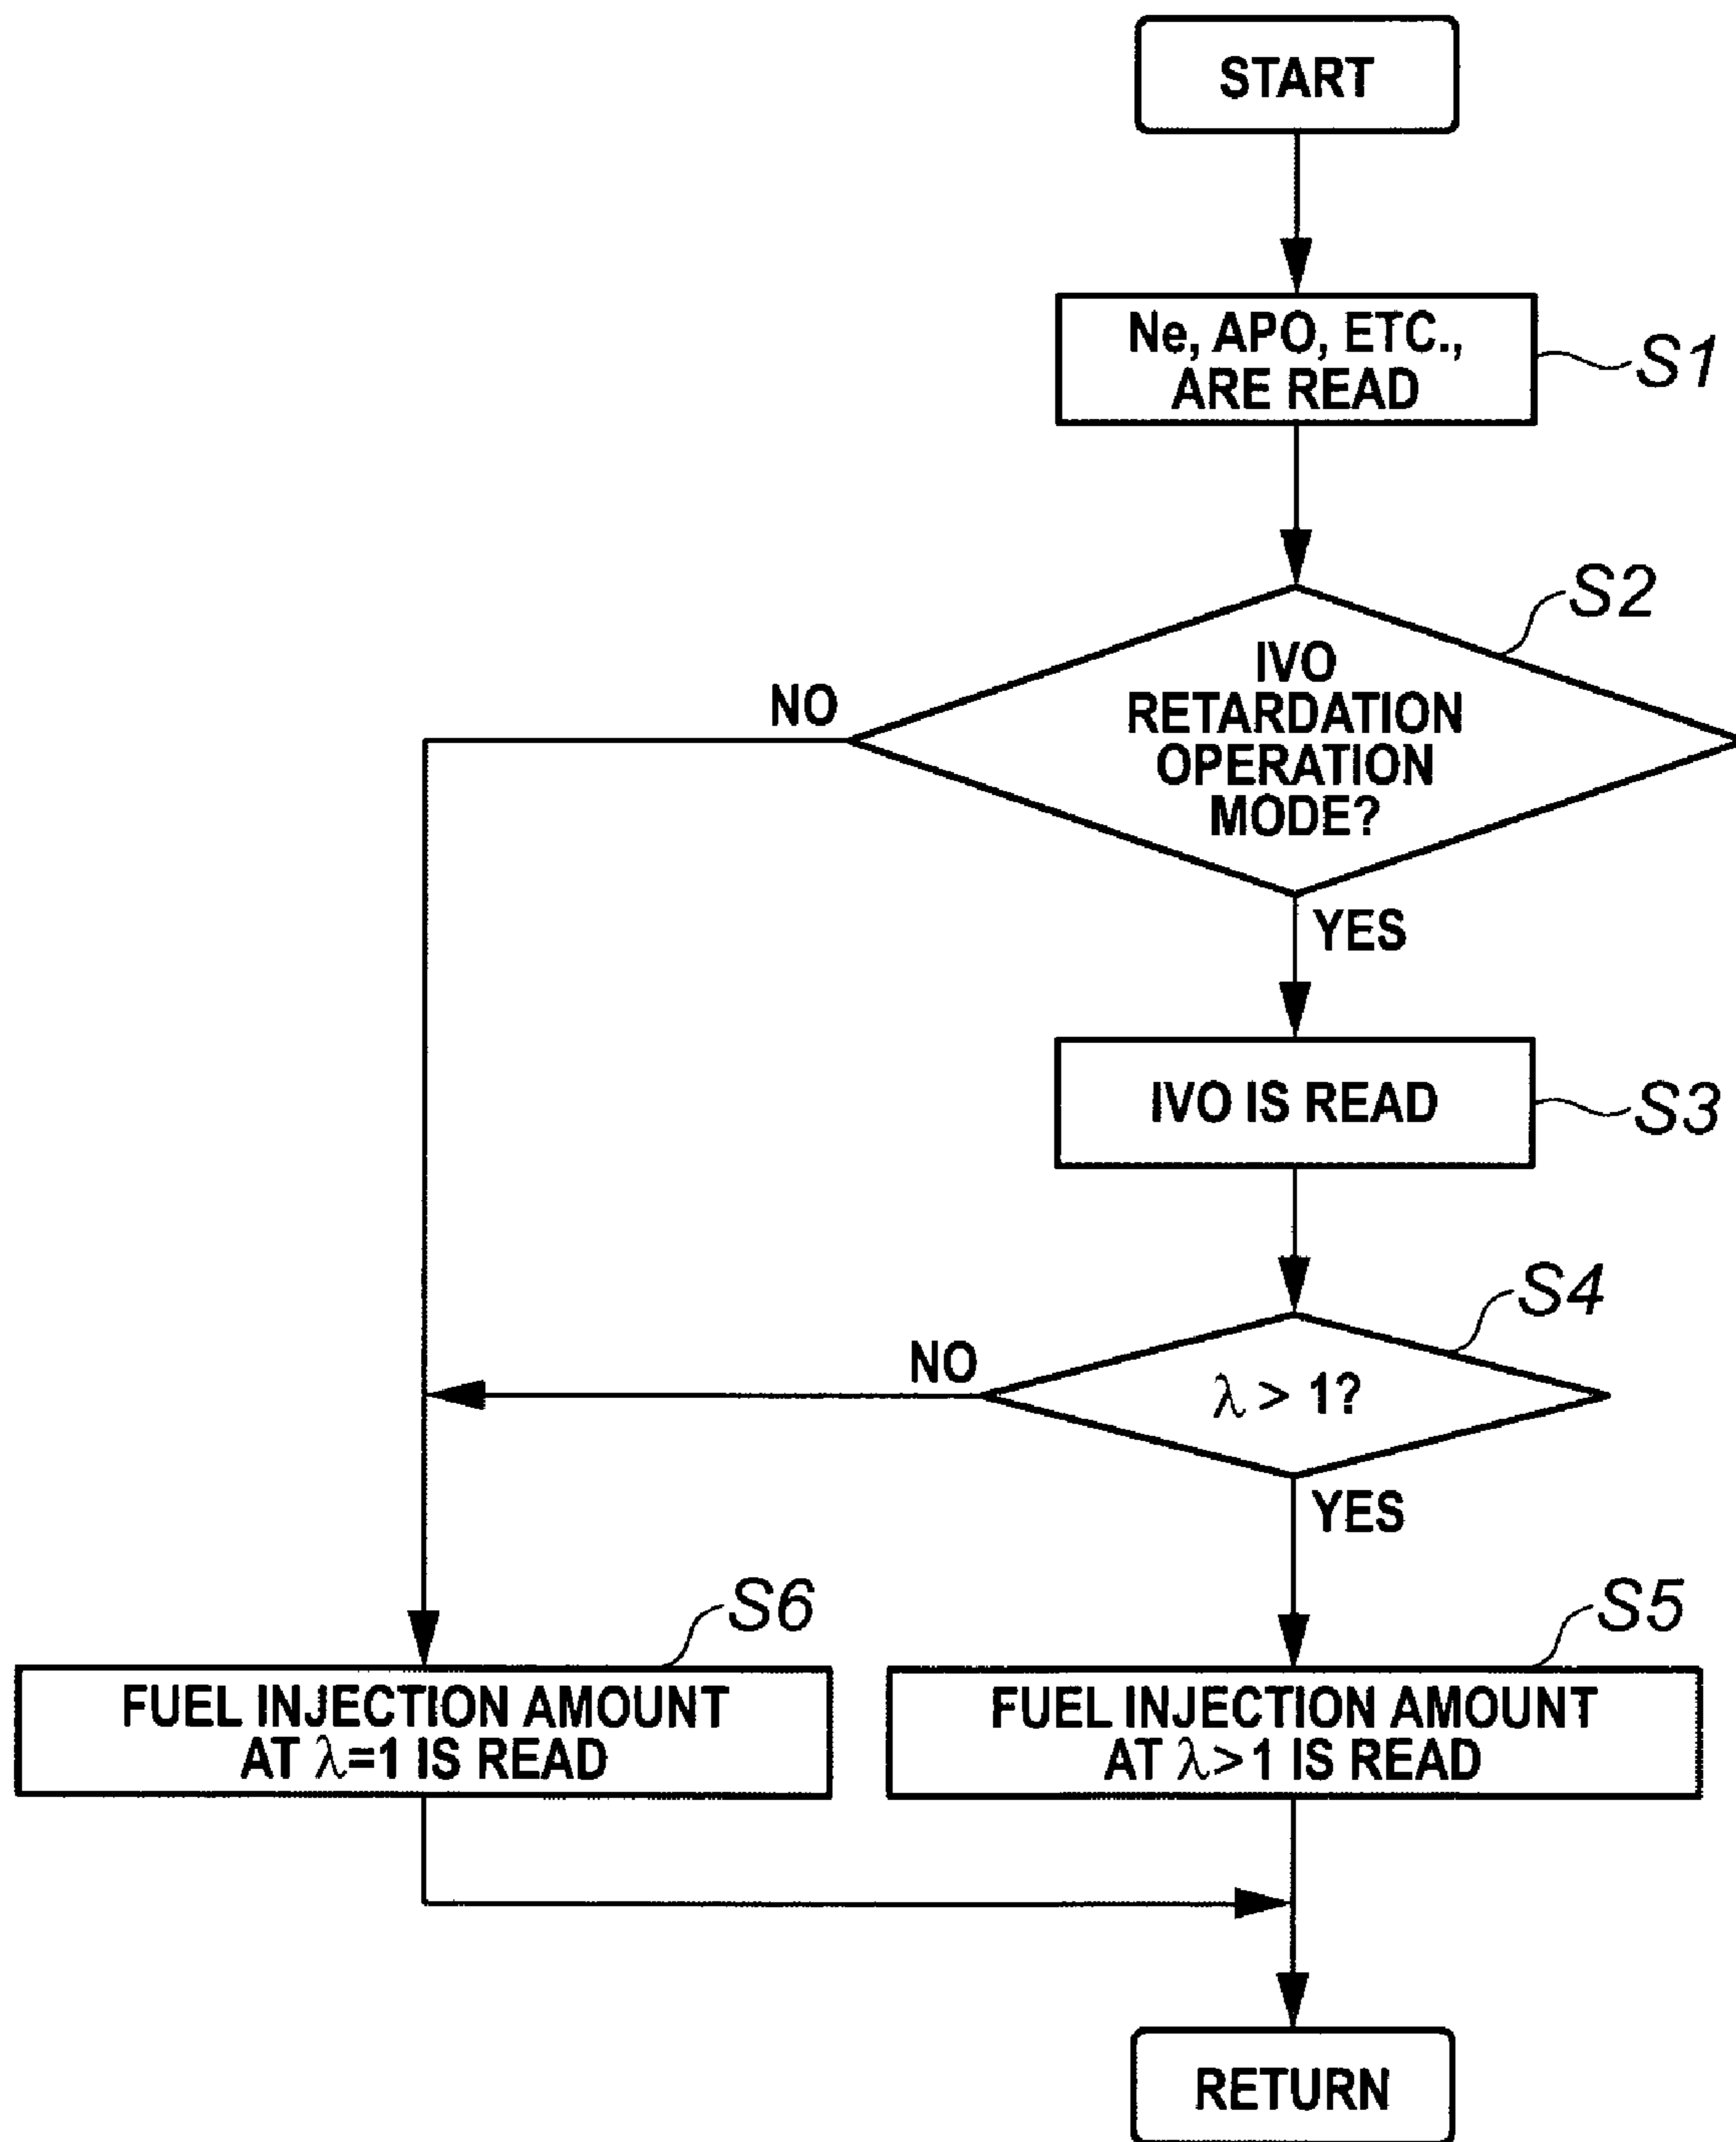 START
Ne, APO, ETC.,
ARE READ
S1
S2
IVO
RETARDATION
OPERATION
MODE?
NO
YES
IVO IS READ
S3
S4
NO
λ > 1?
YES
S6
S5
FUEL INJECTION AMOUNT
AT λ=1 IS READ
FUEL INJECTION AMOUNT
AT λ>1 IS READ
RETURN